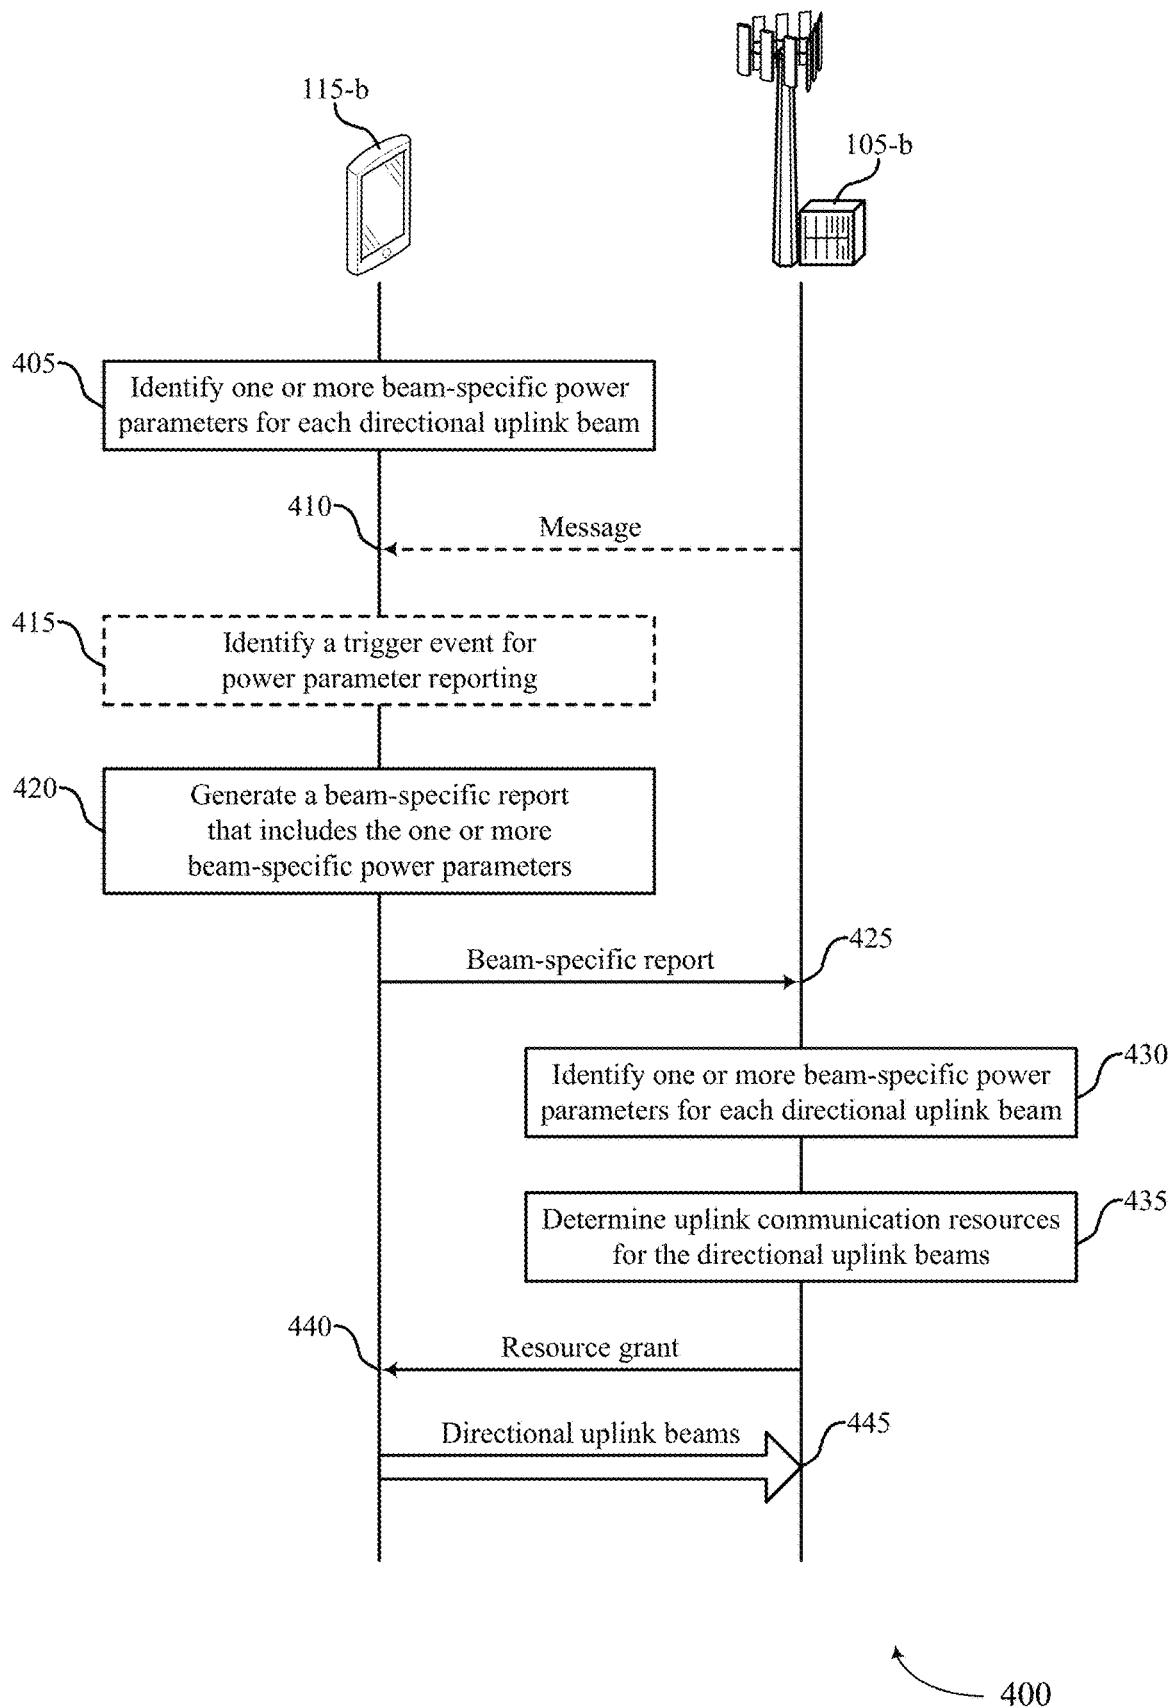 115-b
105-b
405
Identify one or more beam-specific power
parameters for each directional uplink beam
410
Message
415
Identify a trigger event for
power parameter reporting
420
Generate a beam-specific report
that includes the one or more
beam-specific power parameters
425
Beam-specific report
430
Identify one or more beam-specific power
parameters for each directional uplink beam
435
Determine uplink communication resources
for the directional uplink beams
440
Resource grant
445
Directional uplink beams
400